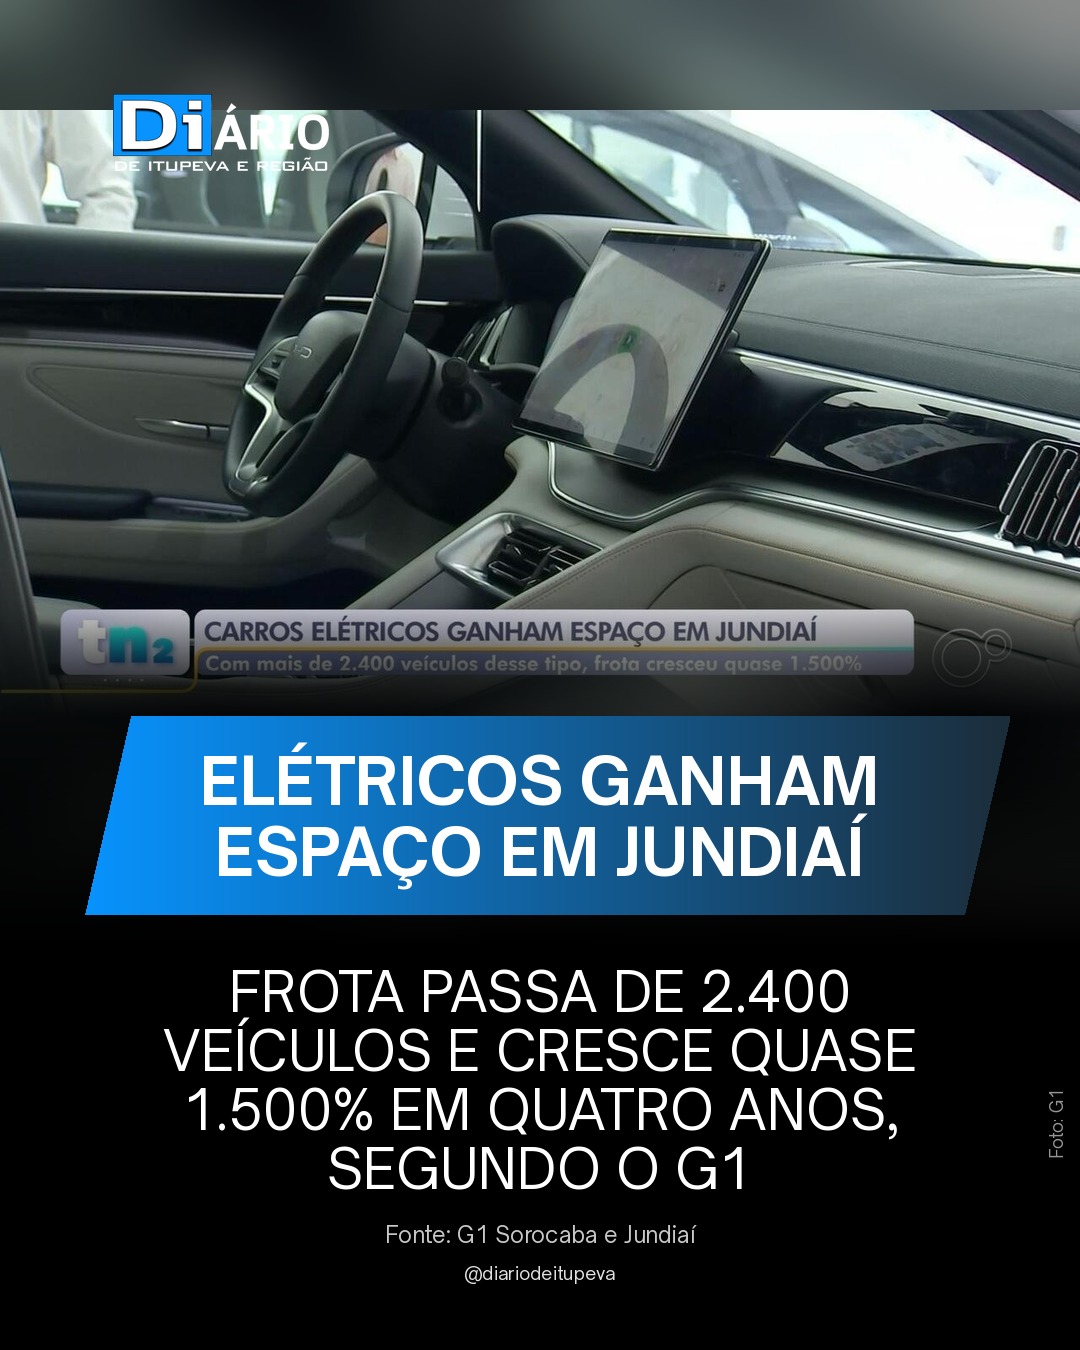 DiÁRIO
DE ITUPEVA E REGIÃO
tn2
CARROS ELÉTRICOS GANHAM ESPAÇO EM JUNDIAÍ
Com mais de 2.400 veículos desse tipo, frota cresceu quase 1.500%
ELÉTRICOS GANHAM
ESPAÇO EM JUNDIAÍ
FROTA PASSA DE 2.400
VEÍCULOS E CRESCE QUASE
1.500% EM QUATRO ANOS,
SEGUNDO O G1
Foto: G1
Fonte: G1 Sorocaba e Jundiaí
@diariodeitupeva